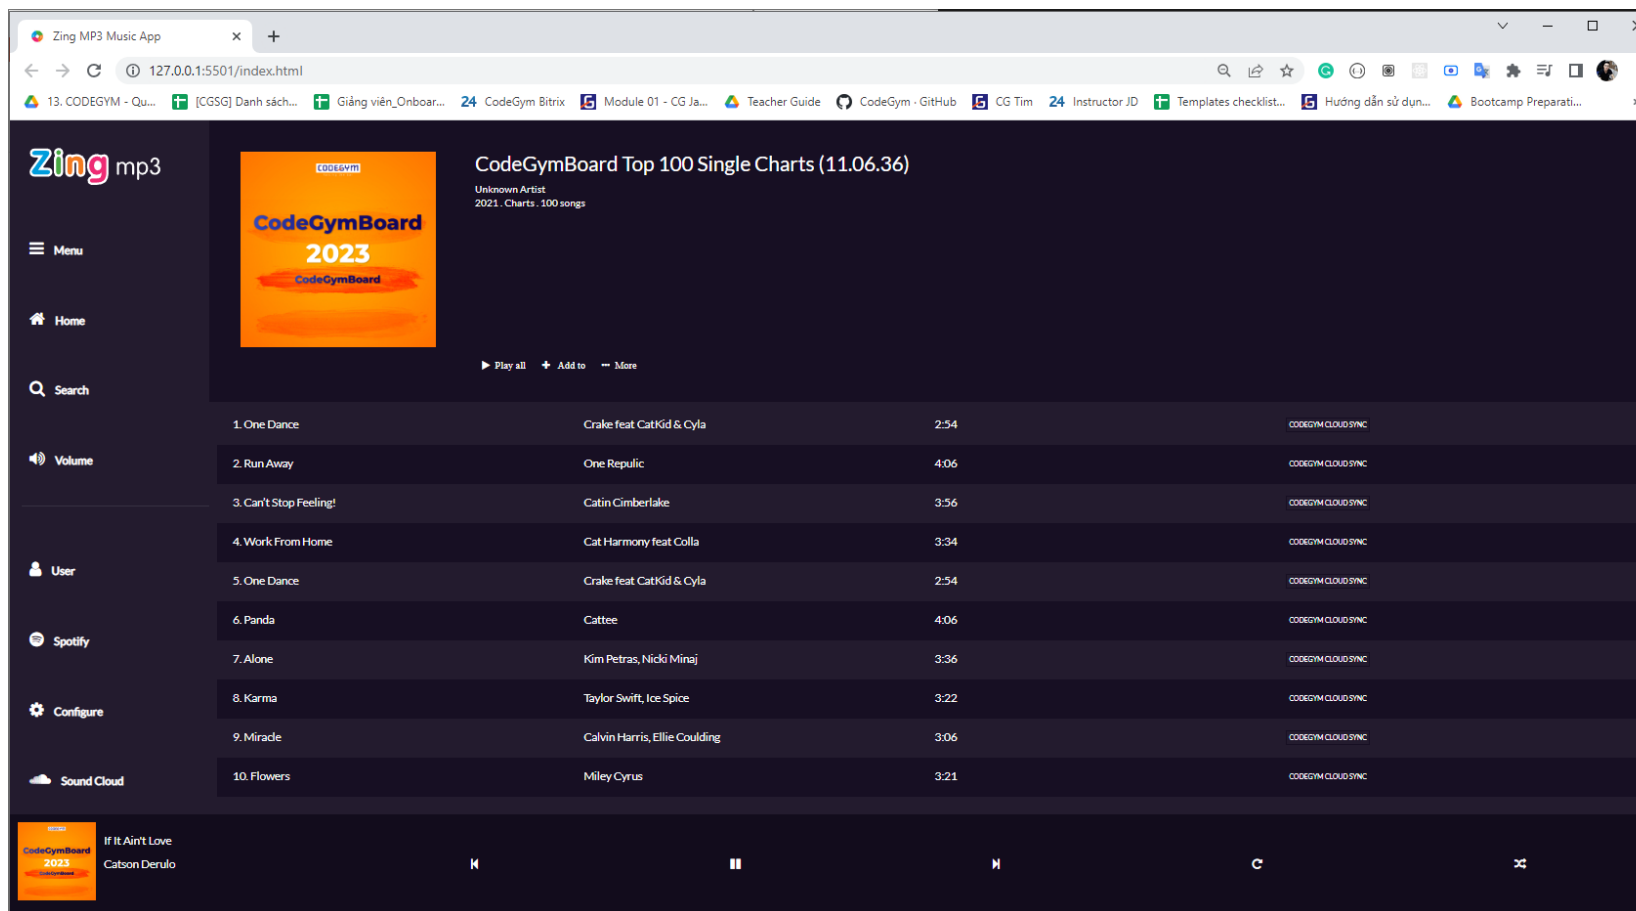 Zing MP3 Music App
127.0.0.1:5501/index.html
13. CODEGYM - Qu... [CGSG] Danh sách... Giảng viên_Onboar... 24 CodeGym Bitrix Module 01 - CG Ja... Teacher Guide CodeGym · GitHub CG Tim 24 Instructor JD Templates checklist... Hướng dẫn sử dụn... Bootcamp Preparati...
Zing mp3
Menu
Home
Search
Volume
User
Spotify
Configure
Sound Cloud
CODEGYM
CodeGymBoard
2023
CodeGymBoard
CodeGymBoard Top 100 Single Charts (11.06.36)
Unknown Artist
2021 . Charts . 100 songs
Play all Add to More
1. One Dance Crake feat CatKid & Cyla 2:54 CODEGYM CLOUD SYNC
2. Run Away One Repulic 4:06 CODEGYM CLOUD SYNC
3. Can't Stop Feeling! Catin Cimberlake 3:56 CODEGYM CLOUD SYNC
4. Work From Home Cat Harmony feat Colla 3:34 CODEGYM CLOUD SYNC
5. One Dance Crake feat CatKid & Cyla 2:54 CODEGYM CLOUD SYNC
6. Panda Cattee 4:06 CODEGYM CLOUD SYNC
7. Alone Kim Petras, Nicki Minaj 3:36 CODEGYM CLOUD SYNC
8. Karma Taylor Swift, Ice Spice 3:22 CODEGYM CLOUD SYNC
9. Miracle Calvin Harris, Ellie Coulding 3:06 CODEGYM CLOUD SYNC
10. Flowers Miley Cyrus 3:21 CODEGYM CLOUD SYNC
CodeGymBoard
2023
CodeGymBoard
If It Ain't Love
Catson Derulo